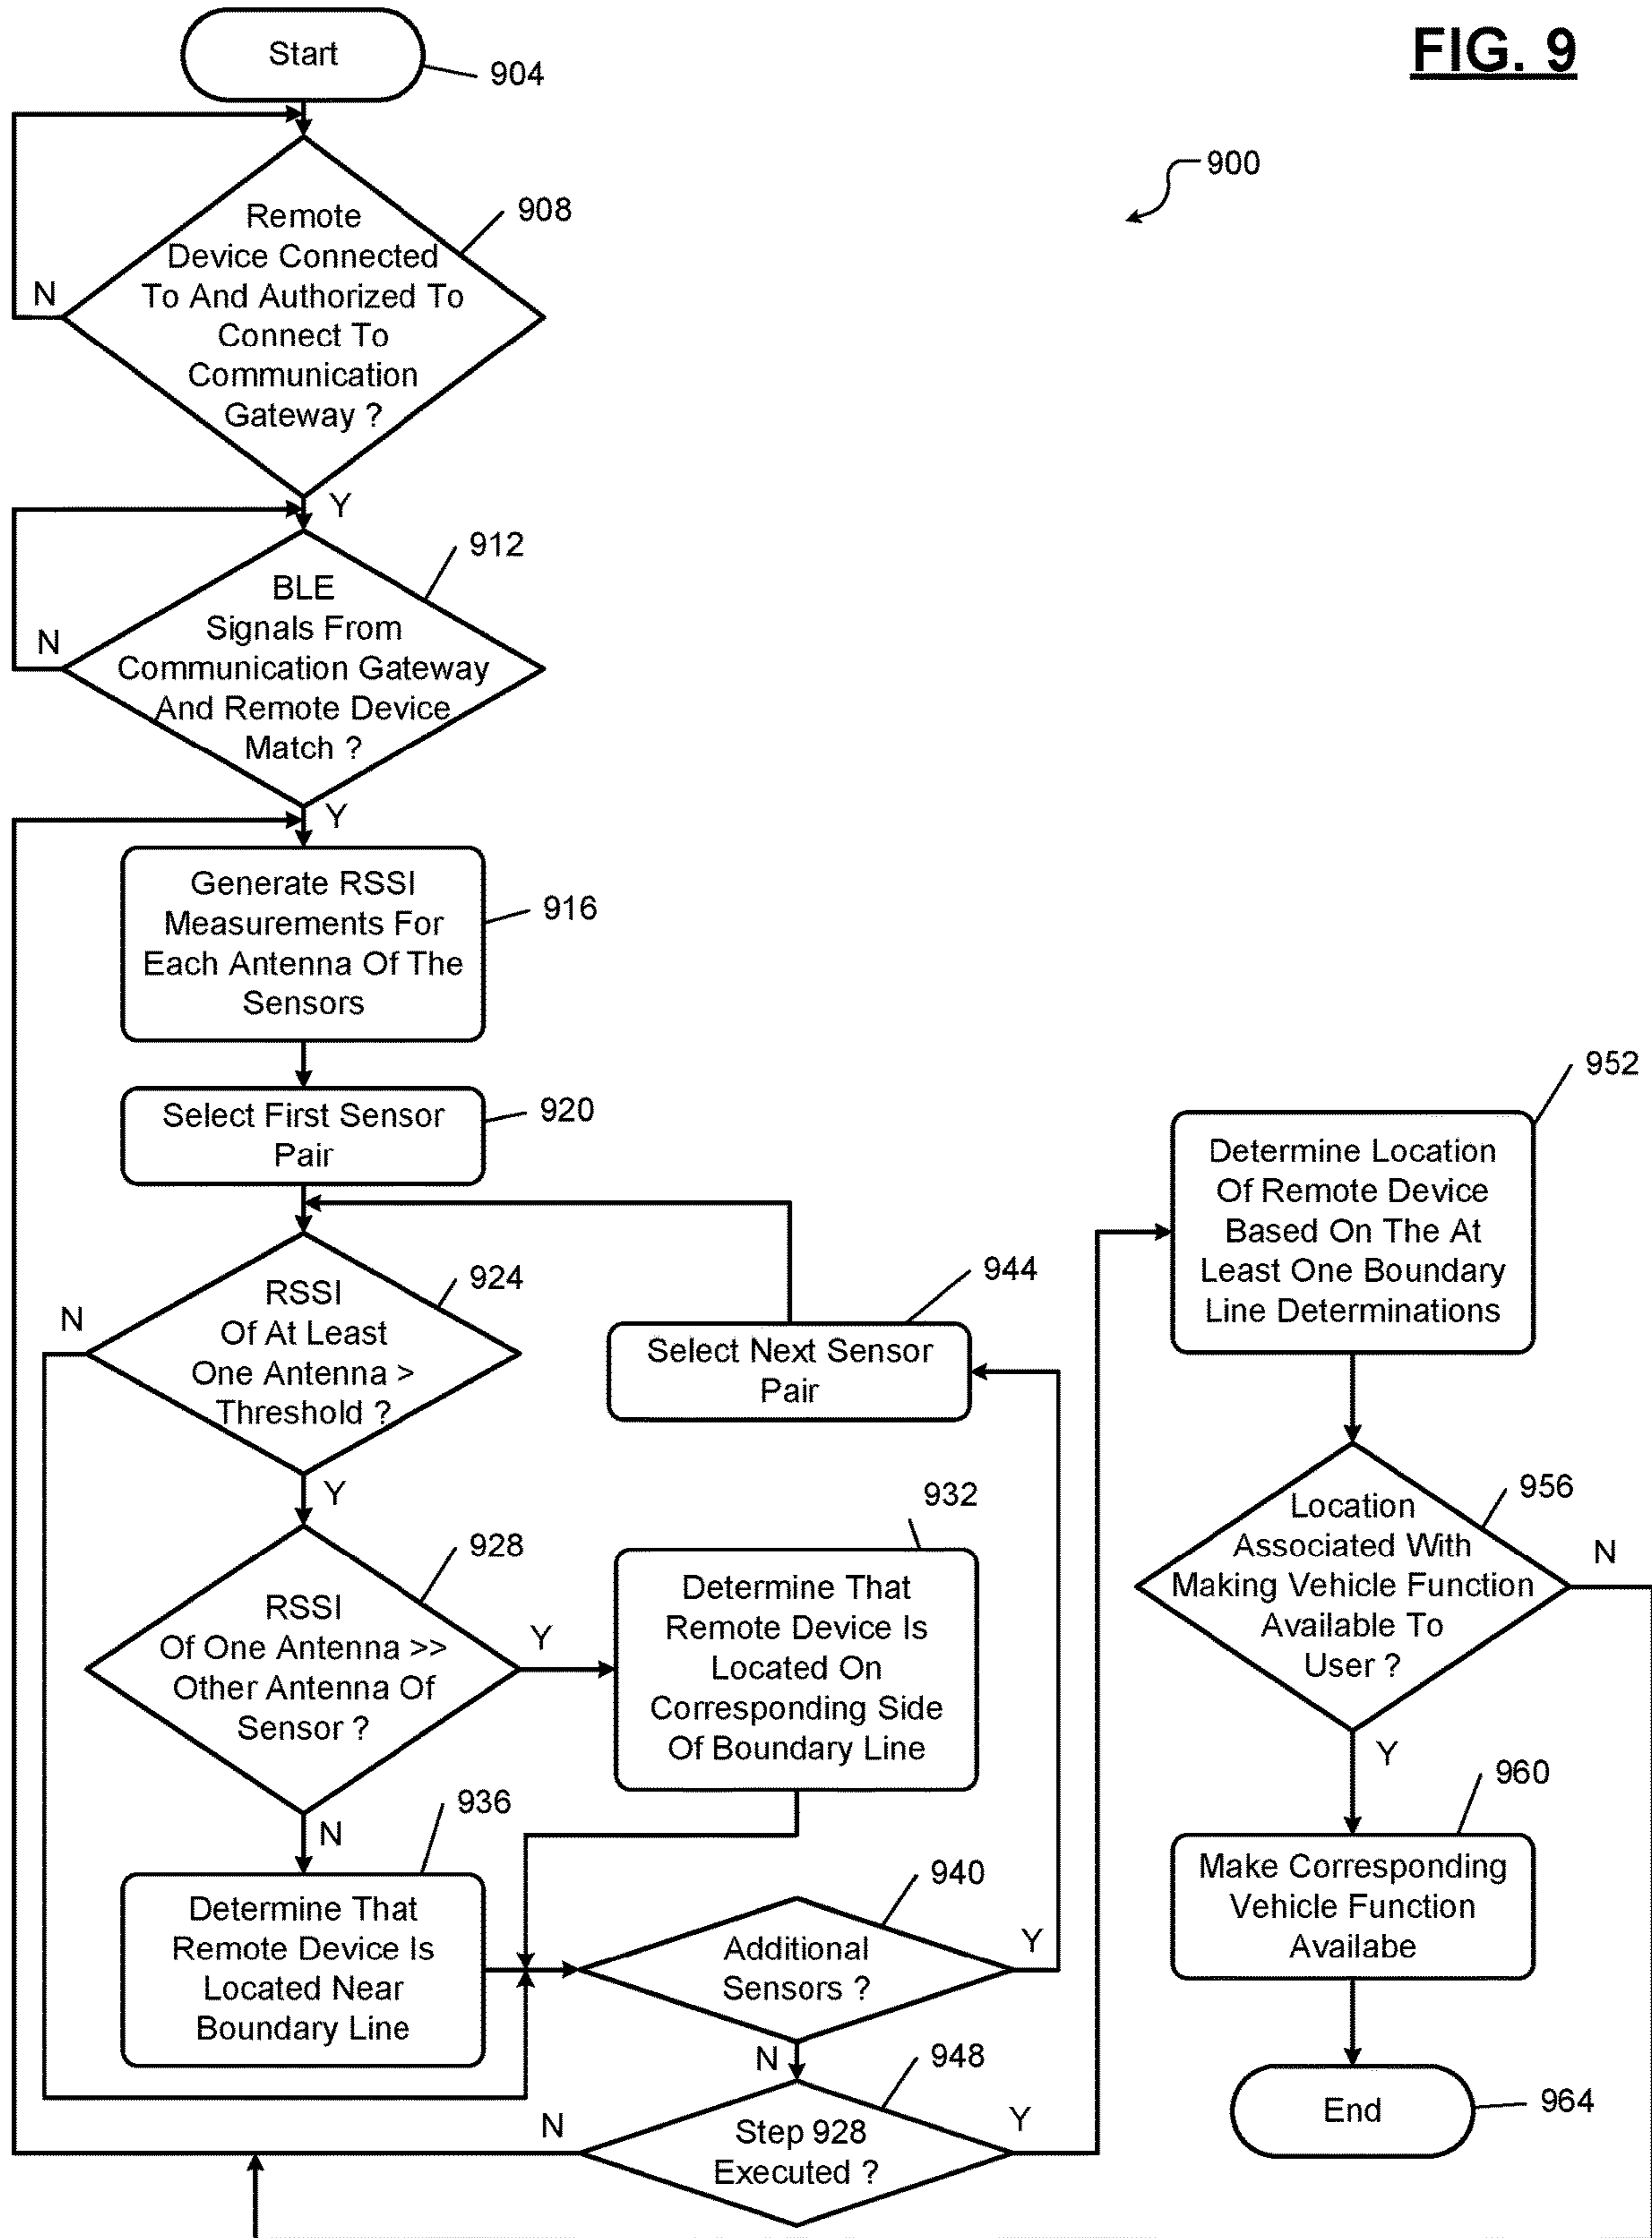 FIG. 9
Start
904
900
Remote
Device Connected
To And Authorized To
Connect To
Communication
Gateway ?
908
N
Y
BLE
Signals From
Communication Gateway
And Remote Device
Match ?
912
N
Y
Generate RSSI
Measurements For
Each Antenna Of The
Sensors
916
Select First Sensor
Pair
920
RSSI
Of At Least
One Antenna >
Threshold ?
924
N
Y
Select Next Sensor
Pair
944
RSSI
Of One Antenna >>
Other Antenna Of
Sensor ?
928
Y
N
Determine That
Remote Device Is
Located On
Corresponding Side
Of Boundary Line
932
Determine That
Remote Device Is
Located Near
Boundary Line
936
Additional
Sensors ?
940
Y
N
Step 928
Executed ?
948
N
Y
Determine Location
Of Remote Device
Based On The At
Least One Boundary
Line Determinations
952
Location
Associated With
Making Vehicle Function
Available To
User ?
956
N
Y
Make Corresponding
Vehicle Function
Availabe
960
End
964